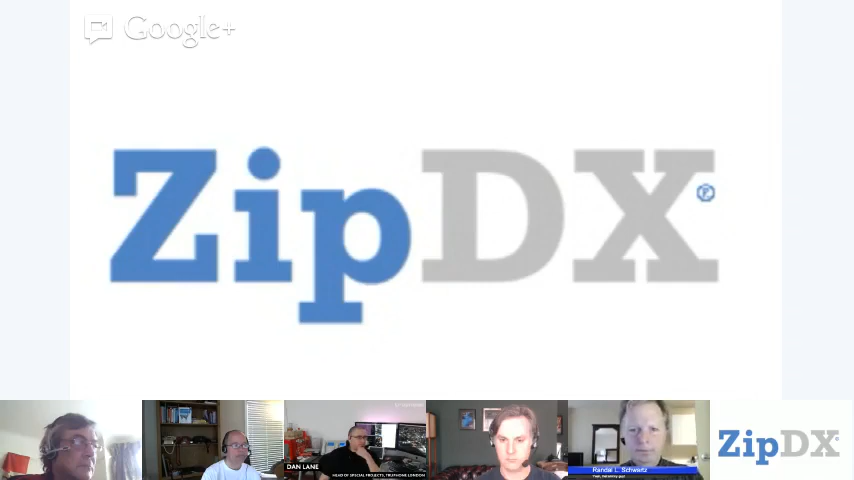 Google+
ZipDX
DAN LANE
HEAD OF SPECIAL PROJECTS, TRUPHONE LONDON
Randal L. Schwartz
ZipDX